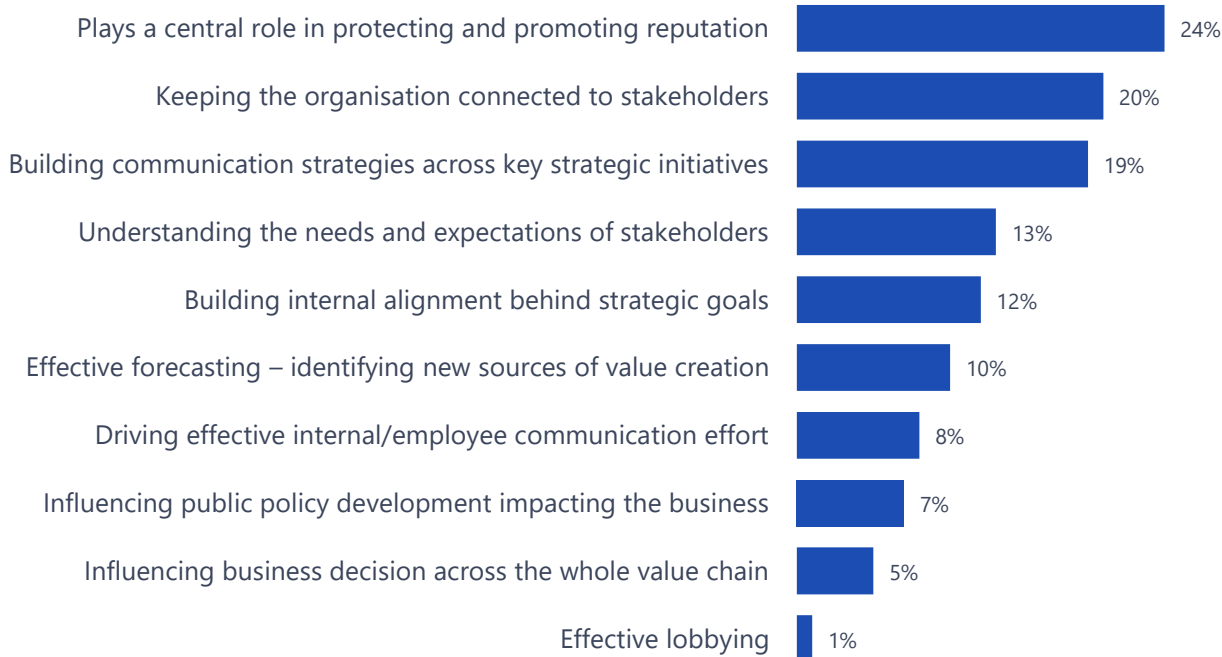 Plays a central role in protecting and promoting reputation 24%
Keeping the organisation connected to stakeholders 20%
Building communication strategies across key strategic initiatives 19%
Understanding the needs and expectations of stakeholders 13%
Building internal alignment behind strategic goals 12%
Effective forecasting – identifying new sources of value creation 10%
Driving effective internal/employee communication effort 8%
Influencing public policy development impacting the business 7%
Influencing business decision across the whole value chain 5%
Effective lobbying 1%